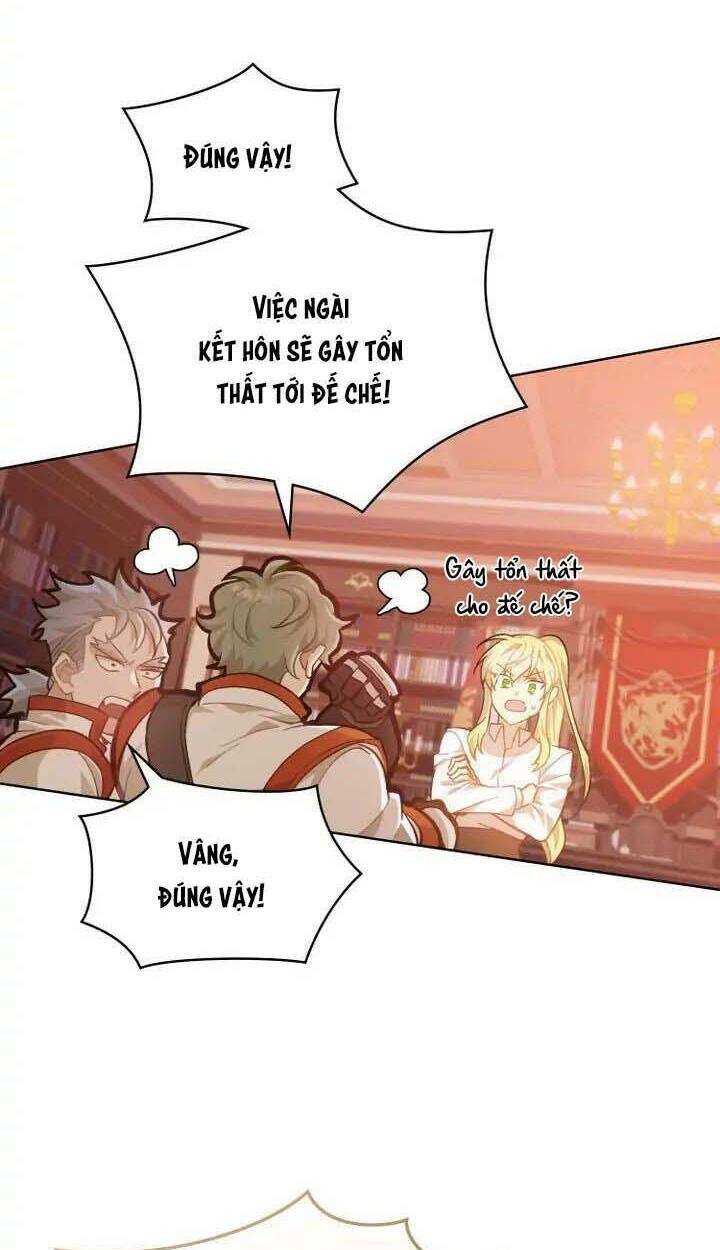 ĐÚNG VẬY!
VIỆC NGÀI
KẾT HÔN SẼ GÂY TỔN
THẤT TỚI ĐẾ CHẾ!
Gây tổn thất
cho đế chế?
VÂNG,
ĐÚNG VẬY!